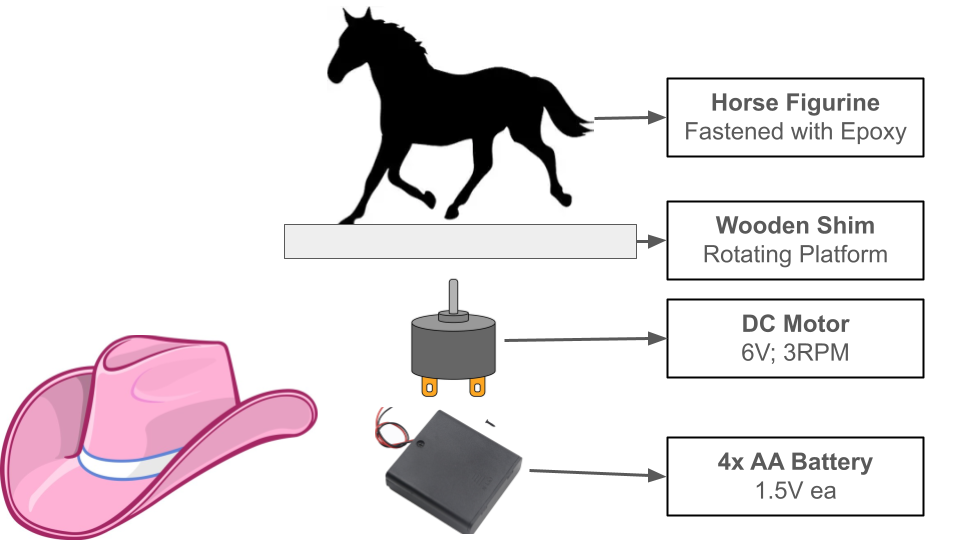 Horse Figurine
Fastened with Epoxy
Wooden Shim
Rotating Platform
DC Motor
6V; 3RPM
4x AA Battery
1.5V ea